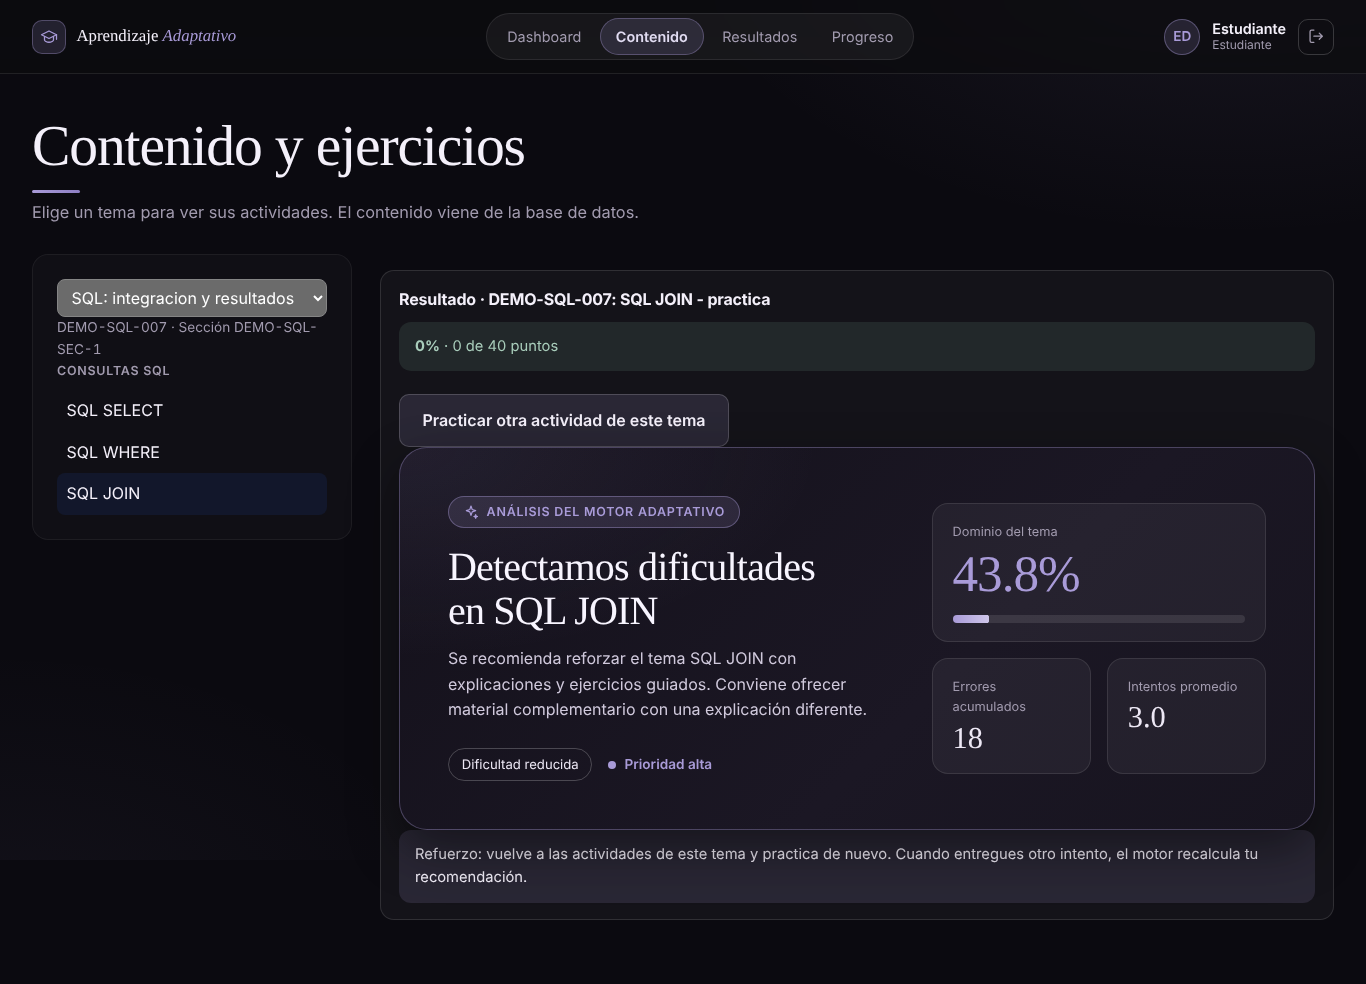 Aprendizaje Adaptativo
Dashboard
Contenido
Resultados
Progreso
ED
Estudiante
Estudiante
Contenido y ejercicios
Elige un tema para ver sus actividades. El contenido viene de la base de datos.
SQL: integracion y resultados
DEMO-SQL-007 · Sección DEMO-SQL-
SEC-1
CONSULTAS SQL
SQL SELECT
SQL WHERE
SQL JOIN
Resultado · DEMO-SQL-007: SQL JOIN - practica
0% · 0 de 40 puntos
Practicar otra actividad de este tema
ANÁLISIS DEL MOTOR ADAPTATIVO
Detectamos dificultades
en SQL JOIN
Se recomienda reforzar el tema SQL JOIN con
explicaciones y ejercicios guiados. Conviene ofrecer
material complementario con una explicación diferente.
Dificultad reducida
Prioridad alta
Dominio del tema
43.8%
Errores
acumulados
18
Intentos promedio
3.0
Refuerzo: vuelve a las actividades de este tema y practica de nuevo. Cuando entregues otro intento, el motor recalcula tu
recomendación.